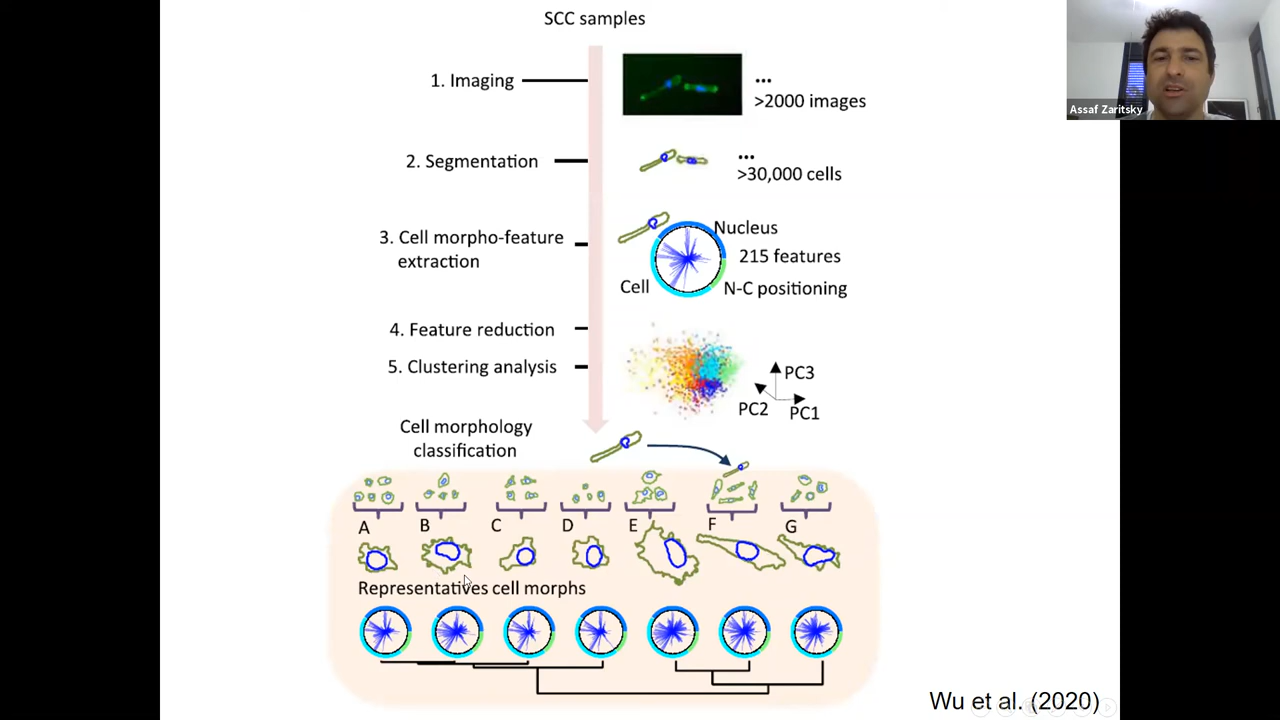 SCC samples
1. Imaging
...
>2000 images
Assaf Zaritsky
2. Segmentation
...
>30,000 cells
3. Cell morpho-feature
extraction
Nucleus
215 features
Cell
N-C positioning
4. Feature reduction
5. Clustering analysis
PC3
PC2
PC1
Cell morphology
classification
A
B
C
D
E
F
G
Representatives cell morphs
Wu et al. (2020)